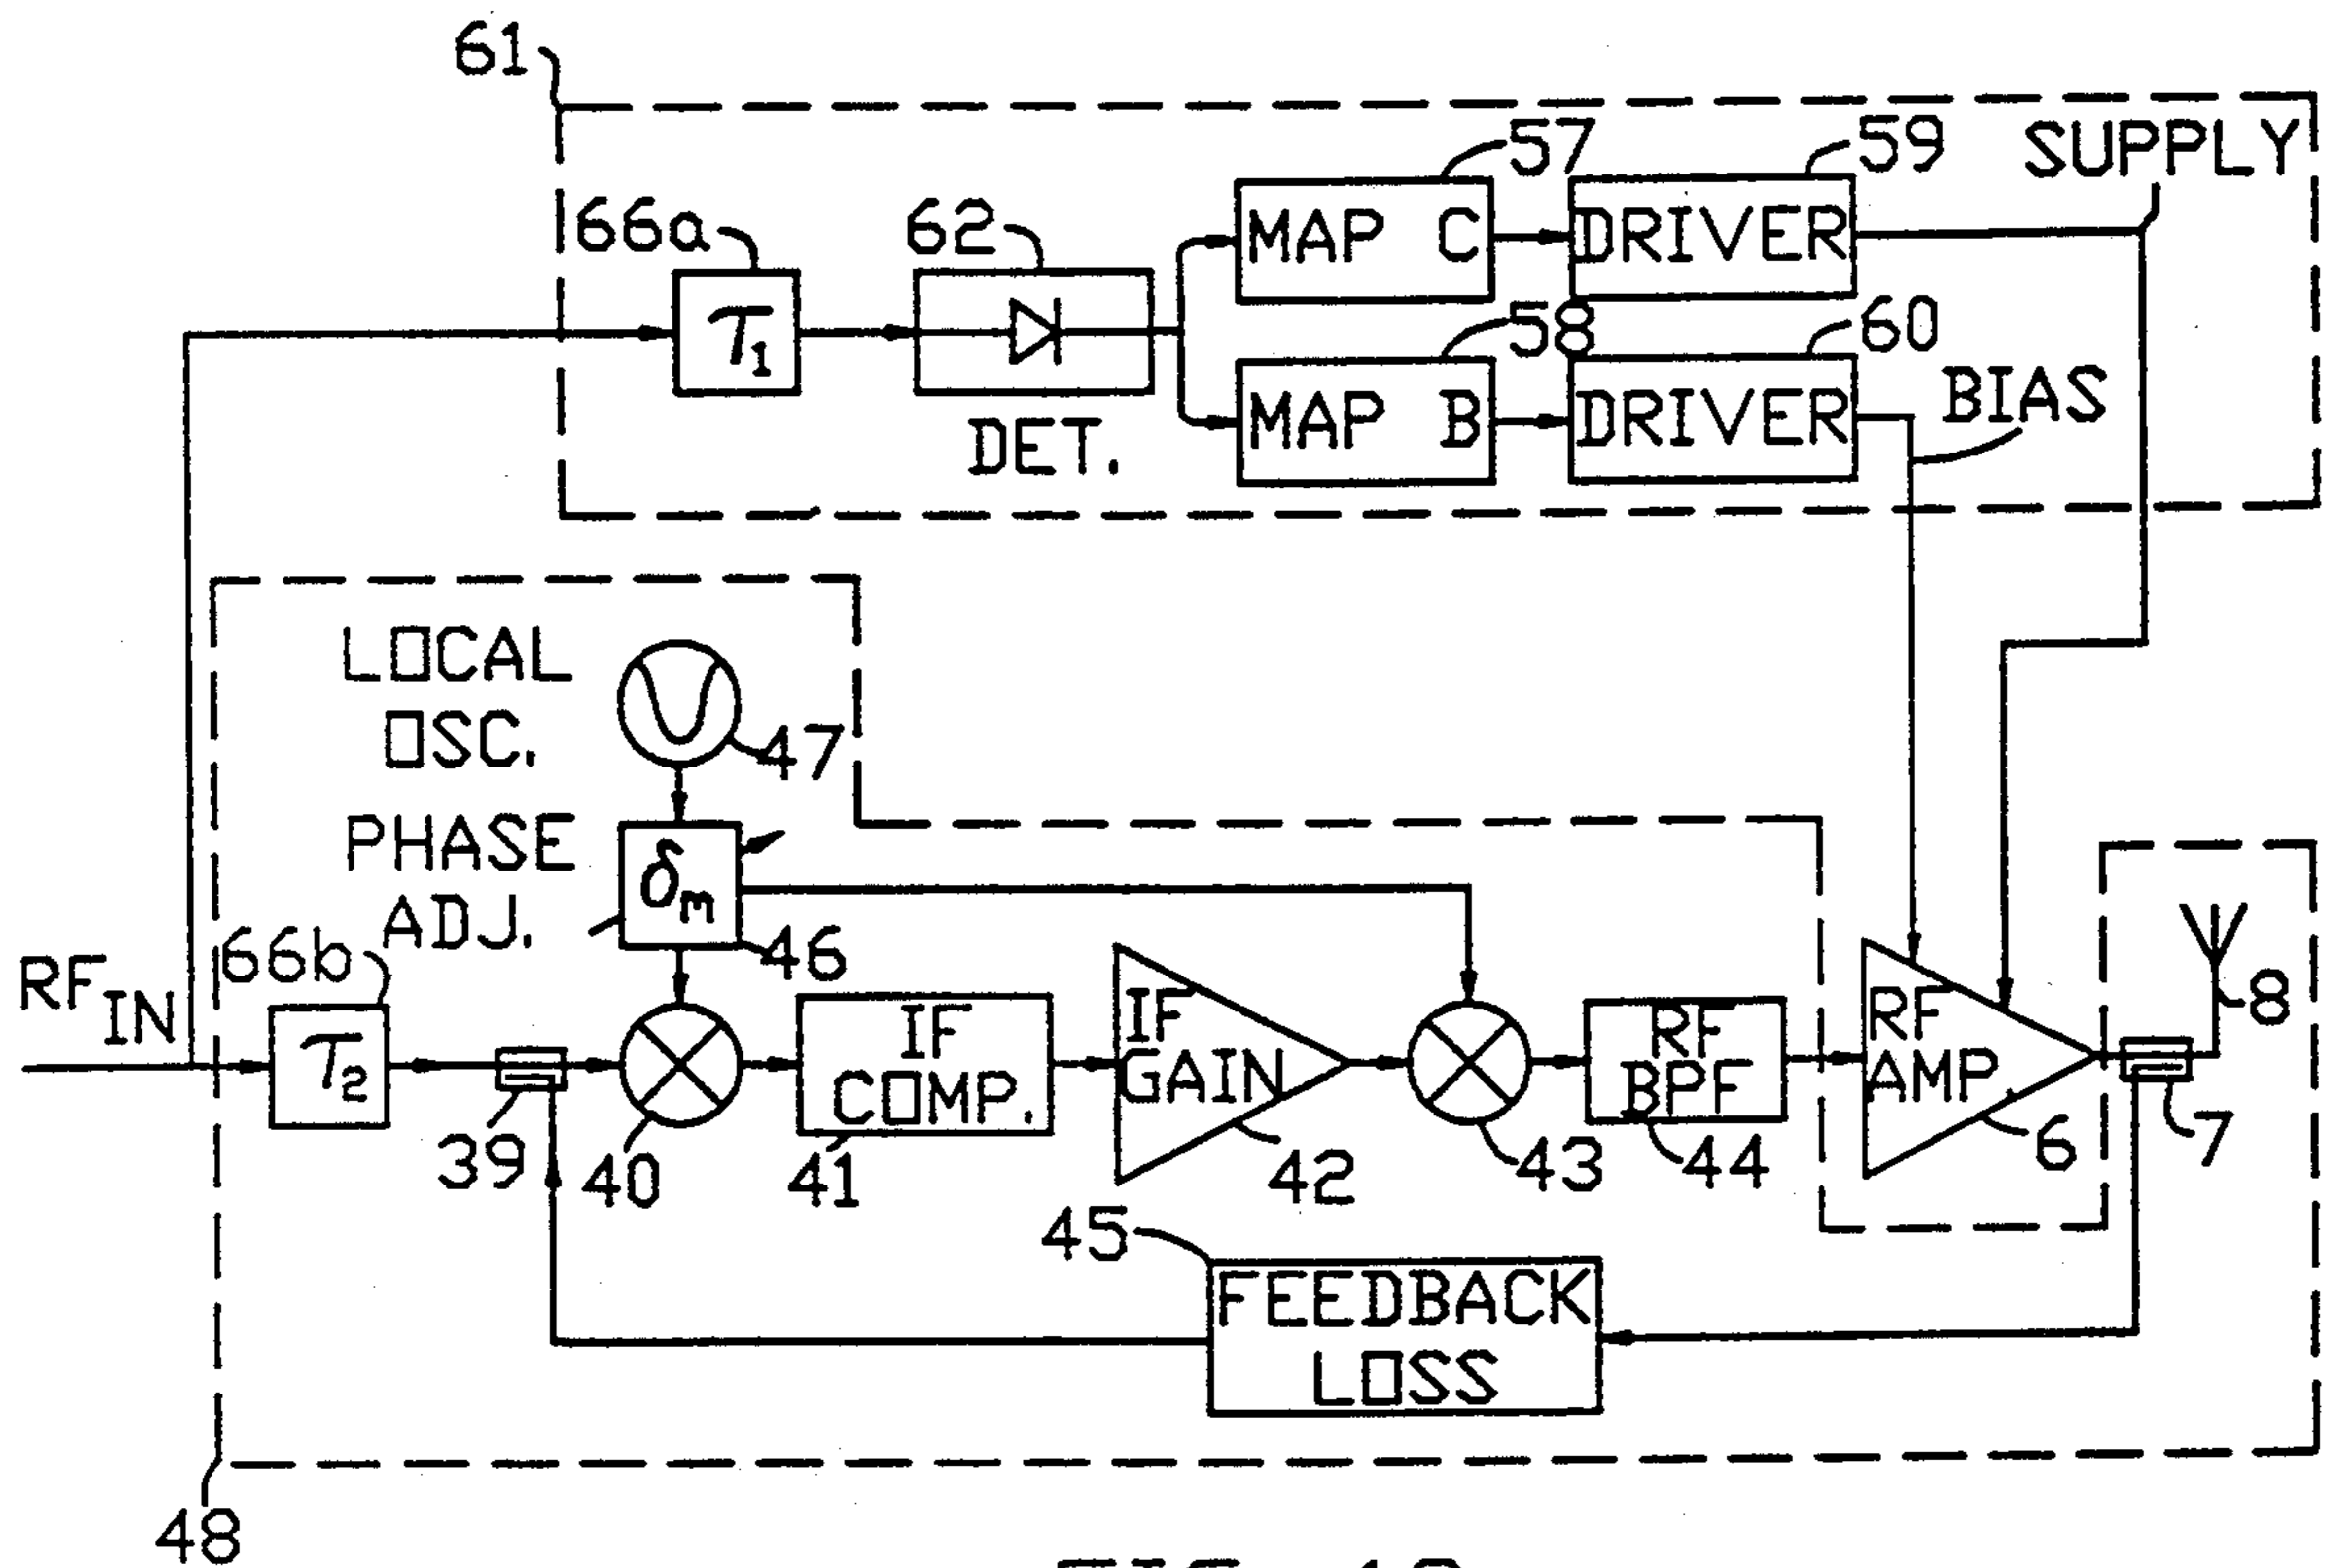 61
57
59
SUPPLY
66a
62
MAP C
DRIVER
τ1
58
60
MAP B
DRIVER
BIAS
DET.
LOCAL
OSC.
47
PHASE
ADJ.
δm
46
66b
RFIN
τ2
IF
COMP.
IF
GAIN
RF
BPF
RF
AMP
8
39
40
41
42
43
44
6
7
45
FEEDBACK
LOSS
48